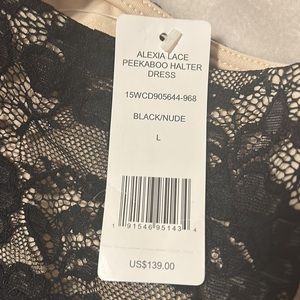 ALEXIA LACE
PEEKABOO HALTER
DRESS
15WCD905644-968
BLACK/NUDE
L
1 91546 95143 4
US$139.00